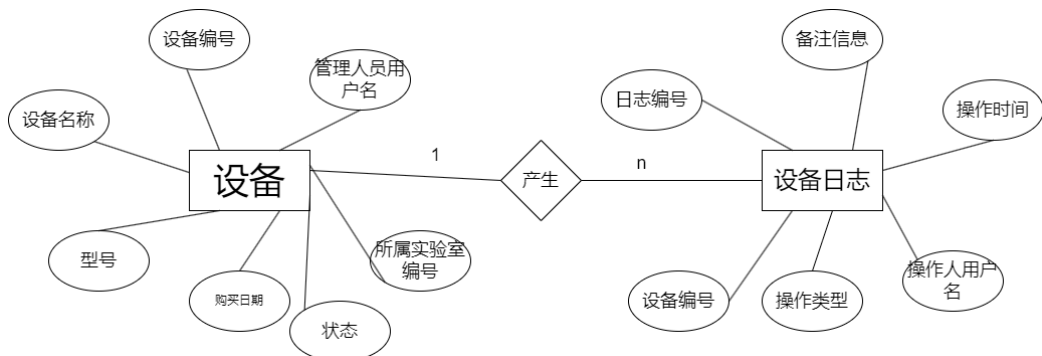 设备编号
备注信息
管理人员用
户名
日志编号
操作时间
设备名称
设备
1
产生
n
设备日志
型号
所属实验室
编号
操作人用户
名
购买日期
设备编号
操作类型
状态